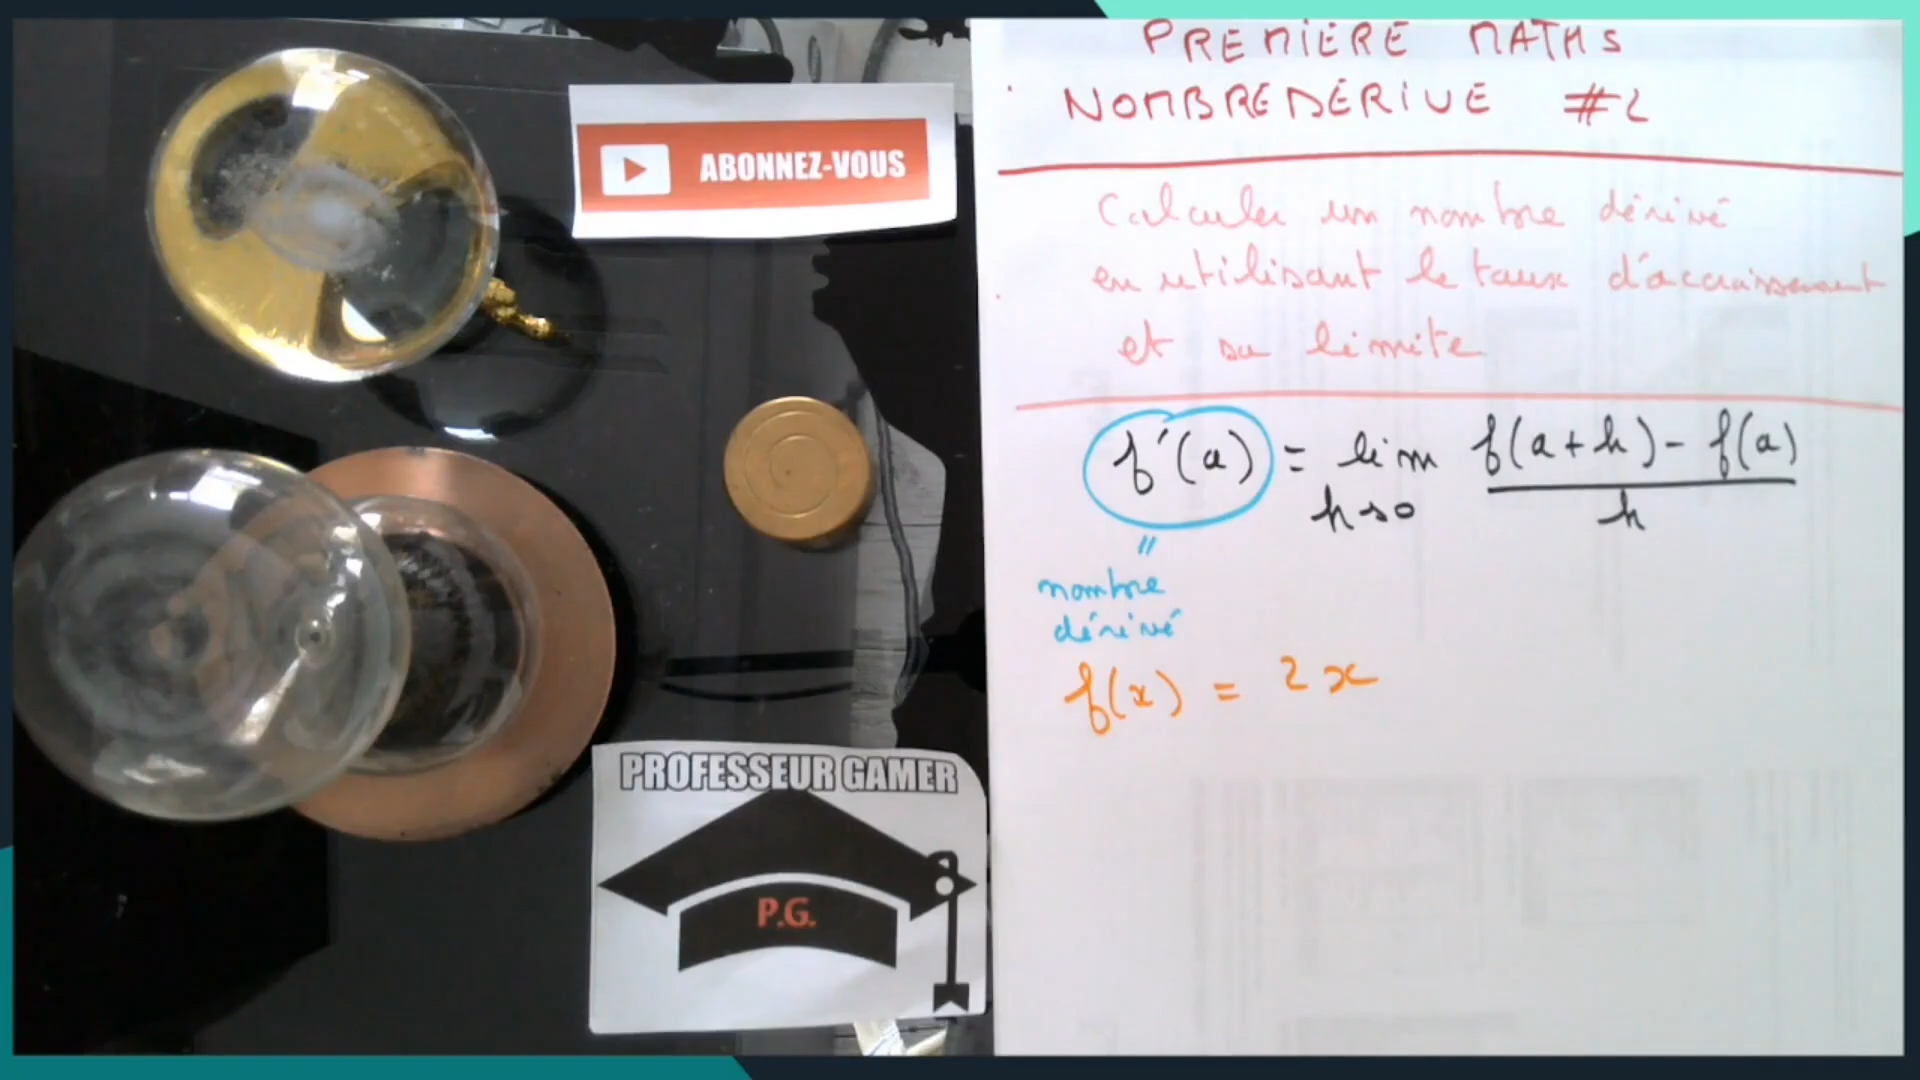 ABONNEZ-VOUS
PROFESSEUR GAMER
P.G.
PREMIÈRE MATHS
NOMBRE DÉRIVÉ #2
Calculer un nombre dérivé
en utilisant le taux d'accroissement
et sa limite
f'(a) = lim f(a+h) - f(a)
h→0 h
"
nombre
dérivé
f(x) = 2x